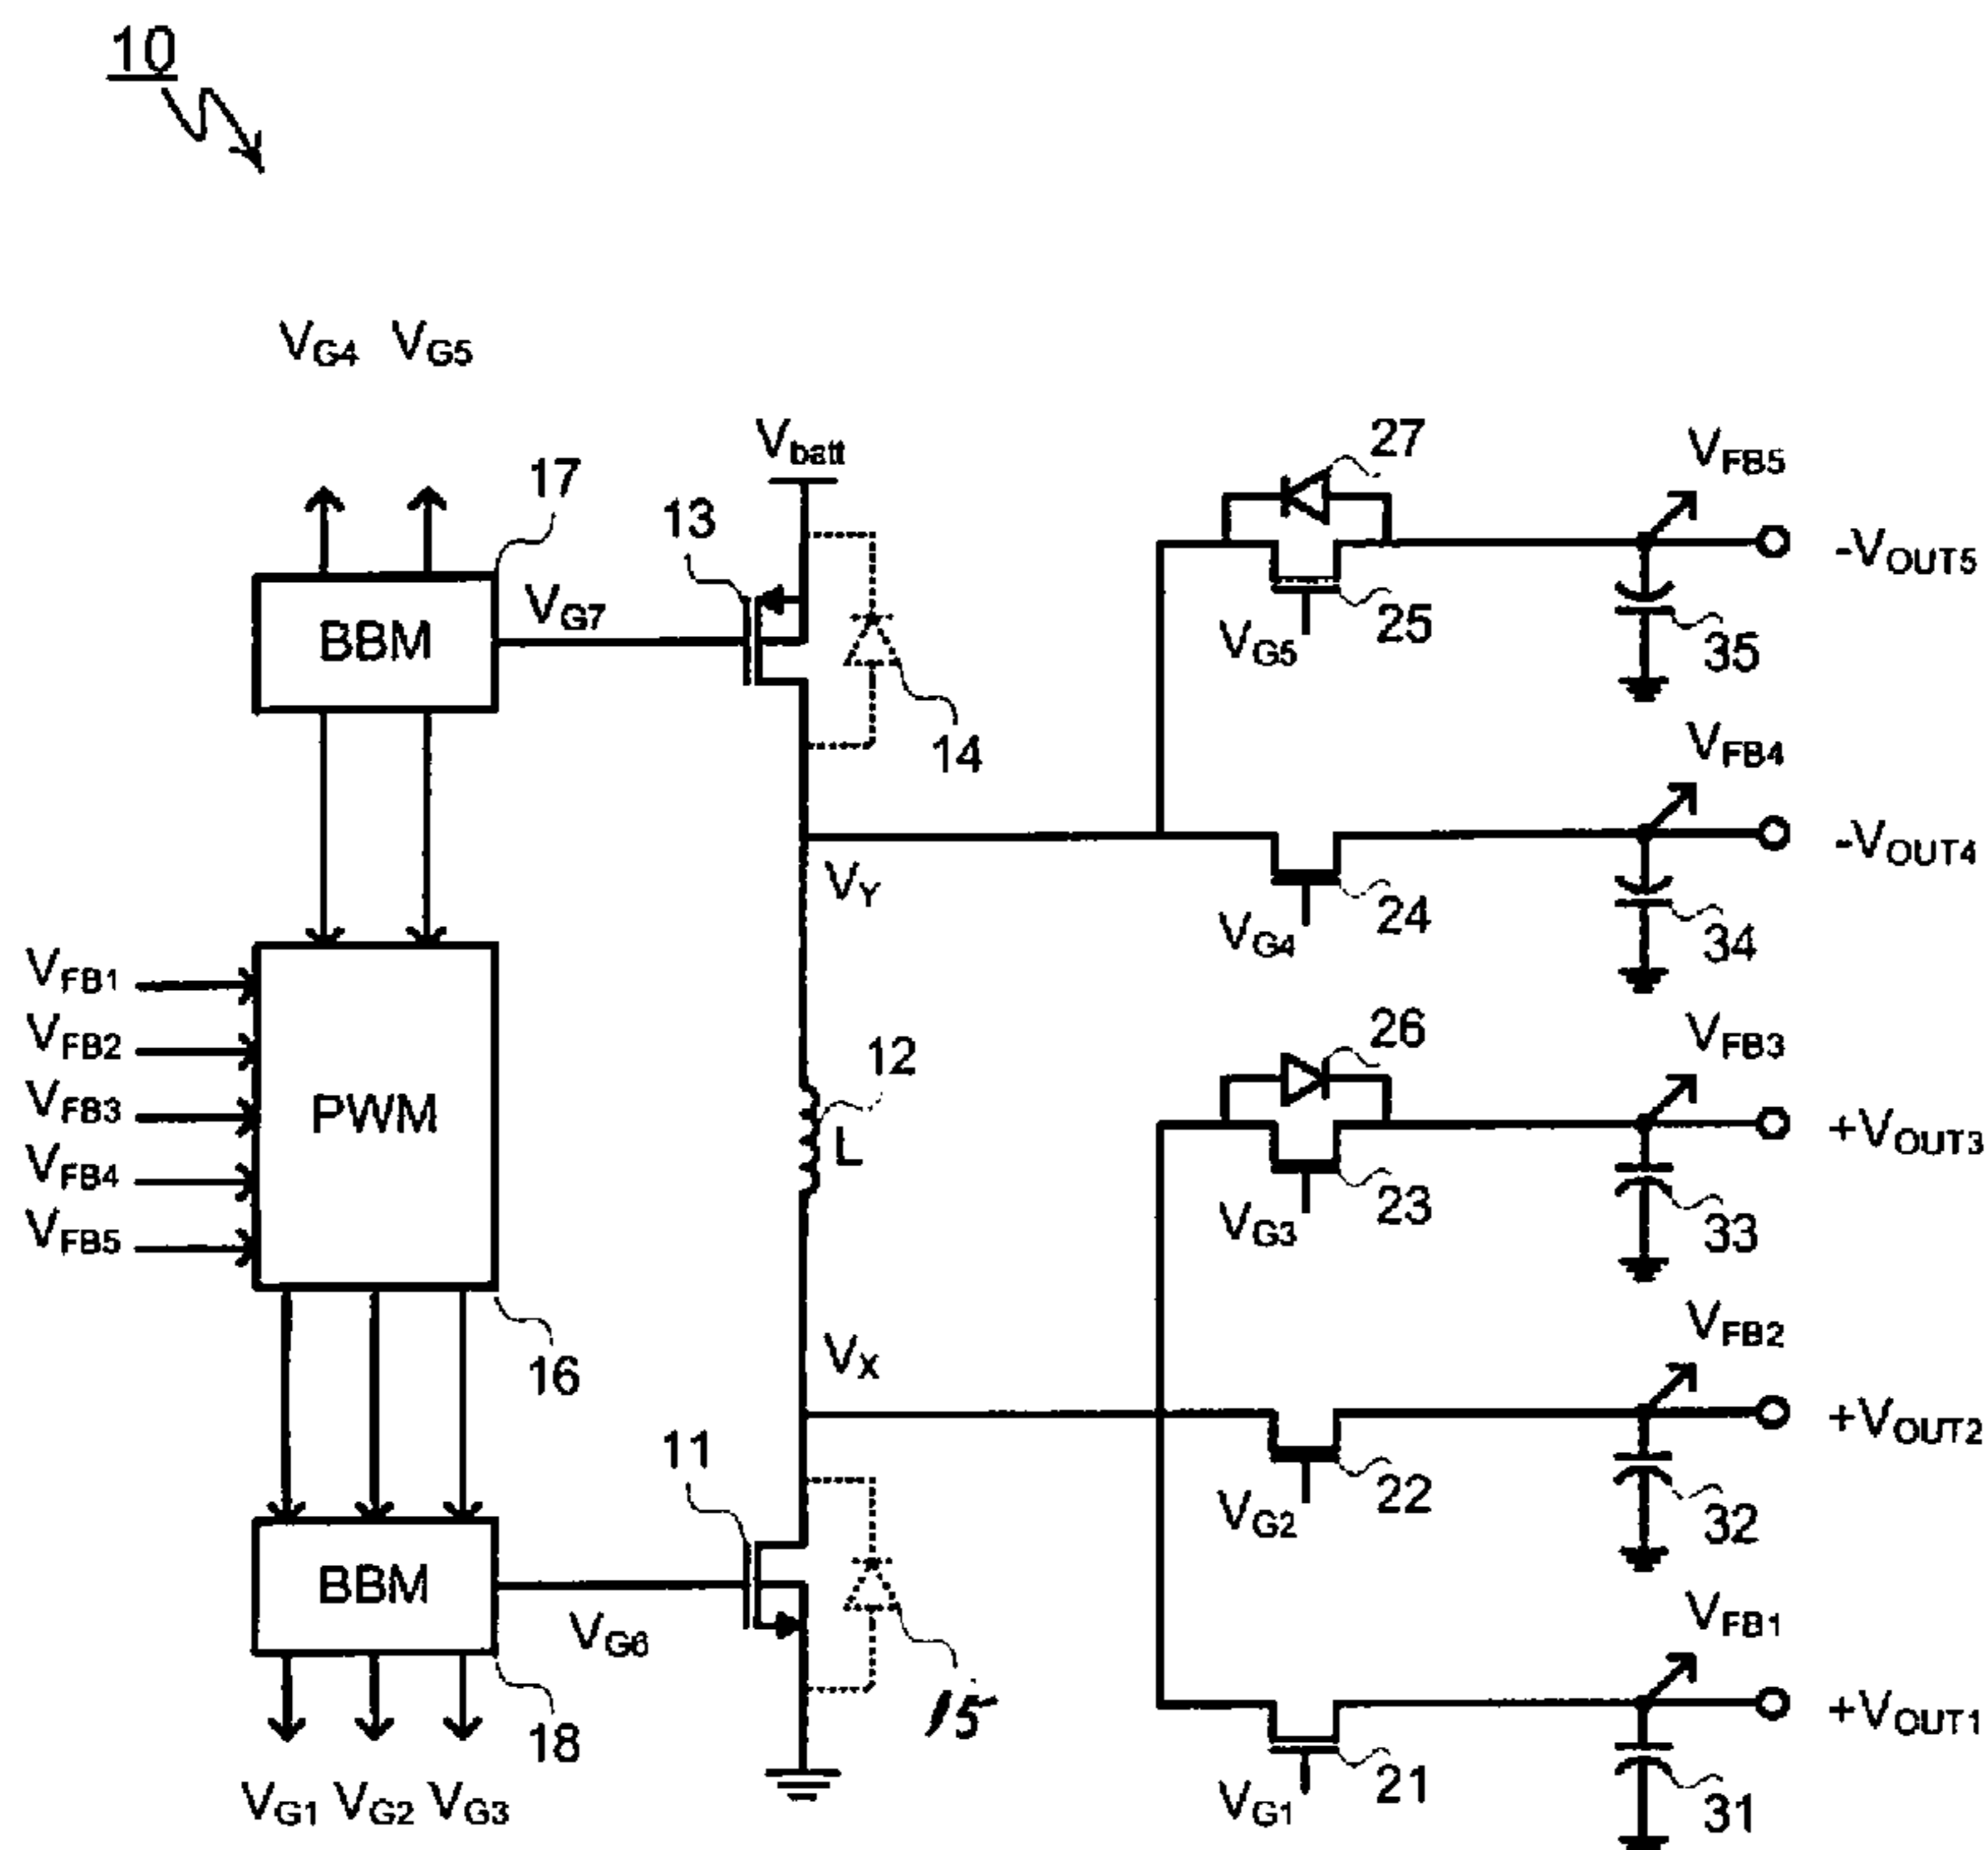 10
VG4 VG5
Vbatt
17
13
VG7
BBM
14
27
VFB5
-VOUT5
VG5
25
35
VFB4
-VOUT4
VY
VG4
24
34
VFB1
VFB2
VFB3
VFB4
VFB5
PWM
16
12
L
26
VFB3
+VOUT3
VG3
23
33
VX
VFB2
+VOUT2
VG2
22
32
11
BBM
VG6
15
18
VG1 VG2 VG3
VFB1
+VOUT1
VG1
21
31